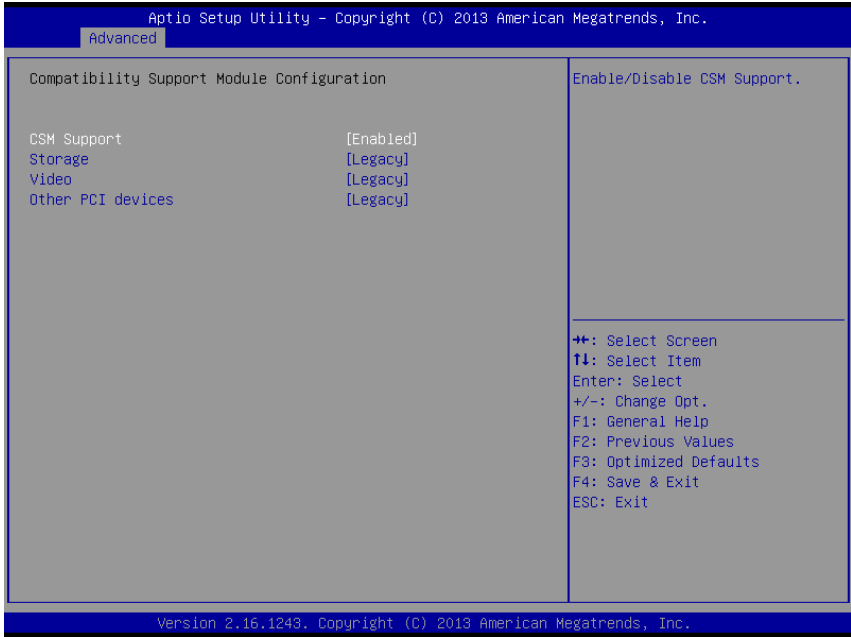 Aptio Setup Utility – Copyright (C) 2013 American Megatrends, Inc.
Advanced
Compatibility Support Module Configuration
CSM Support [Enabled]
Storage [Legacy]
Video [Legacy]
Other PCI devices [Legacy]
Enable/Disable CSM Support.
→←: Select Screen
↑↓: Select Item
Enter: Select
+/-: Change Opt.
F1: General Help
F2: Previous Values
F3: Optimized Defaults
F4: Save & Exit
ESC: Exit
Version 2.16.1243. Copyright (C) 2013 American Megatrends, Inc.